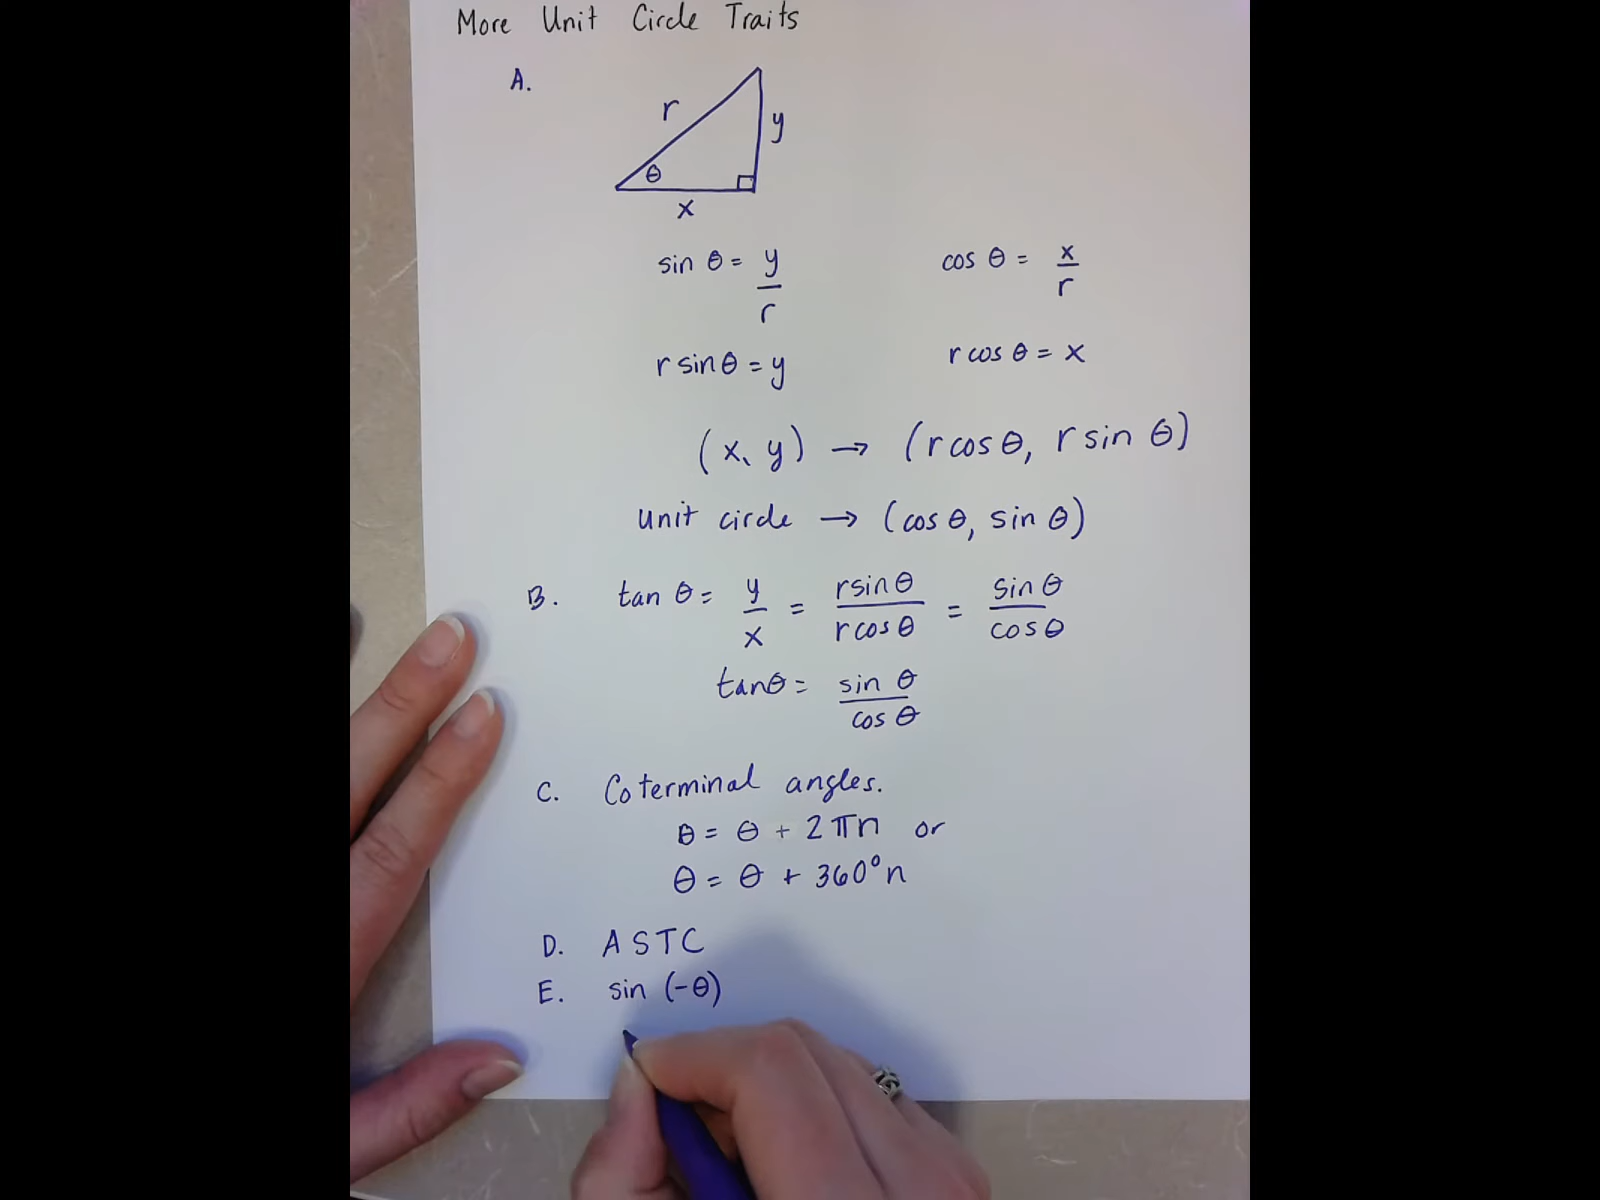 More Unit Circle Traits
A.
r
y
θ
x
sin θ = y/r
cos θ = x/r
r sin θ = y
r cos θ = x
(x, y) → (r cos θ, r sin θ)
unit circle → (cos θ, sin θ)
B. tan θ = y/x = r sin θ/r cos θ = sin θ/cos θ
tan θ = sin θ/cos θ
C. Coterminal angles.
θ = θ + 2πn or
θ = θ + 360°n
D. ASTC
E. sin (-θ)